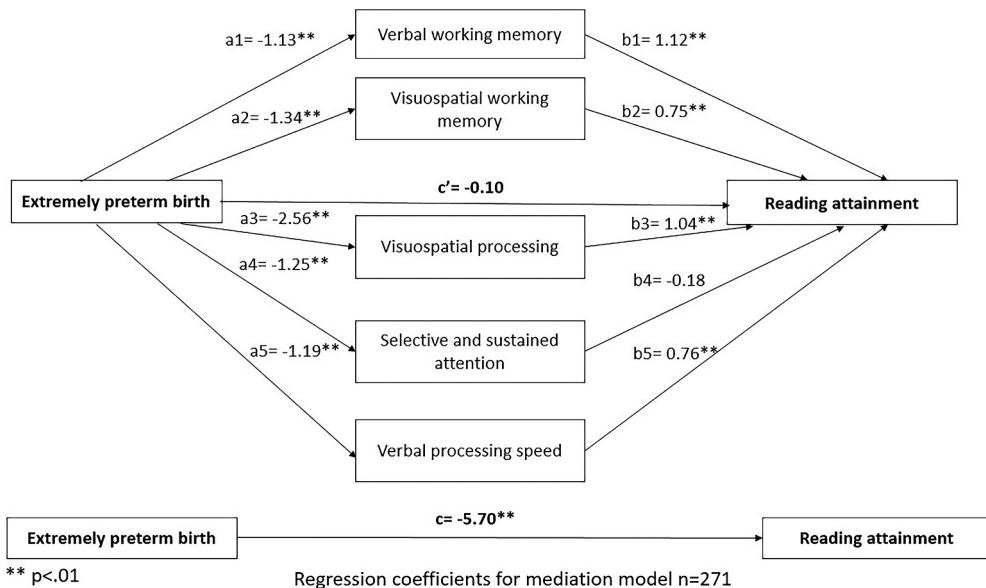 a1= -1.13**
Verbal working memory
b1= 1.12**
a2= -1.34**
Visuospatial working
memory
b2= 0.75**
Extremely preterm birth
c’= -0.10
Reading attainment
a3= -2.56**
Visuospatial processing
b3= 1.04**
a4= -1.25**
b4= -0.18
a5= -1.19**
Selective and sustained
attention
b5= 0.76**
Verbal processing speed
Extremely preterm birth
c= -5.70**
Reading attainment
** p<.01
Regression coefficients for mediation model n=271